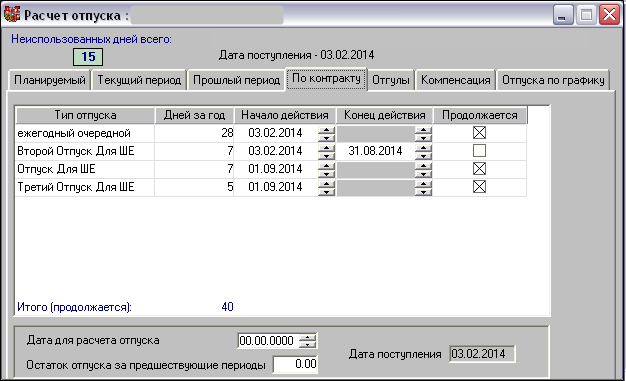 Расчет отпуска :
Неиспользованных дней всего:
15
Дата поступления - 03.02.2014
Планируемый Текущий период Прошлый период По контракту Отгулы Компенсация Отпуска по графику
Тип отпуска Дней за год Начало действия Конец действия Продолжается
ежегодный очередной 28 03.02.2014
Второй Отпуск Для ШЕ 7 03.02.2014 31.08.2014
Отпуск Для ШЕ 7 01.09.2014
Третий Отпуск Для ШЕ 5 01.09.2014
Итого (продолжается): 40
Дата для расчета отпуска 00.00.0000
Дата поступления 03.02.2014
Остаток отпуска за предшествующие периоды 0.00